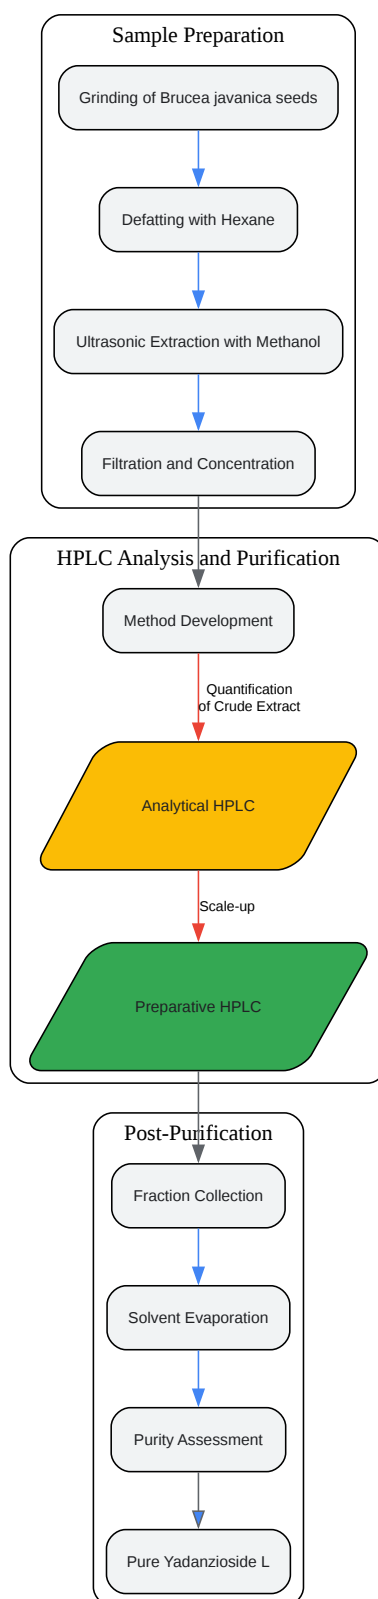 Sample Preparation
Grinding of Brucea javanica seeds
Defatting with Hexane
Ultrasonic Extraction with Methanol
Filtration and Concentration
HPLC Analysis and Purification
Method Development
Quantification
of Crude Extract
Analytical HPLC
Scale-up
Preparative HPLC
Post-Purification
Fraction Collection
Solvent Evaporation
Purity Assessment
Pure Yadanzioside L